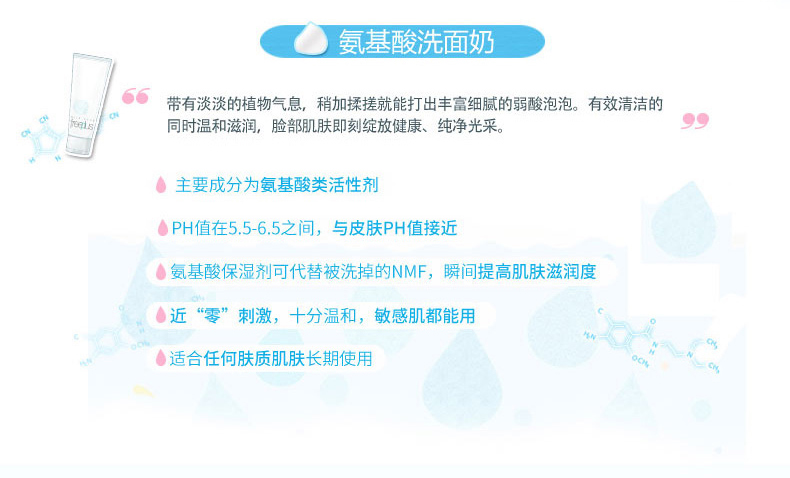 氨基酸洗面奶
带有淡淡的植物气息，稍加揉搓就能打出丰富细腻的弱酸泡泡。有效清洁的
同时温和滋润，脸部肌肤即刻绽放健康、纯净光采。
主要成分为氨基酸类活性剂
PH值在5.5-6.5之间，与皮肤PH值接近
氨基酸保湿剂可代替被洗掉的NMF，瞬间提高肌肤滋润度
近“零”刺激，十分温和，敏感肌都能用
适合任何肤质肌肤长期使用